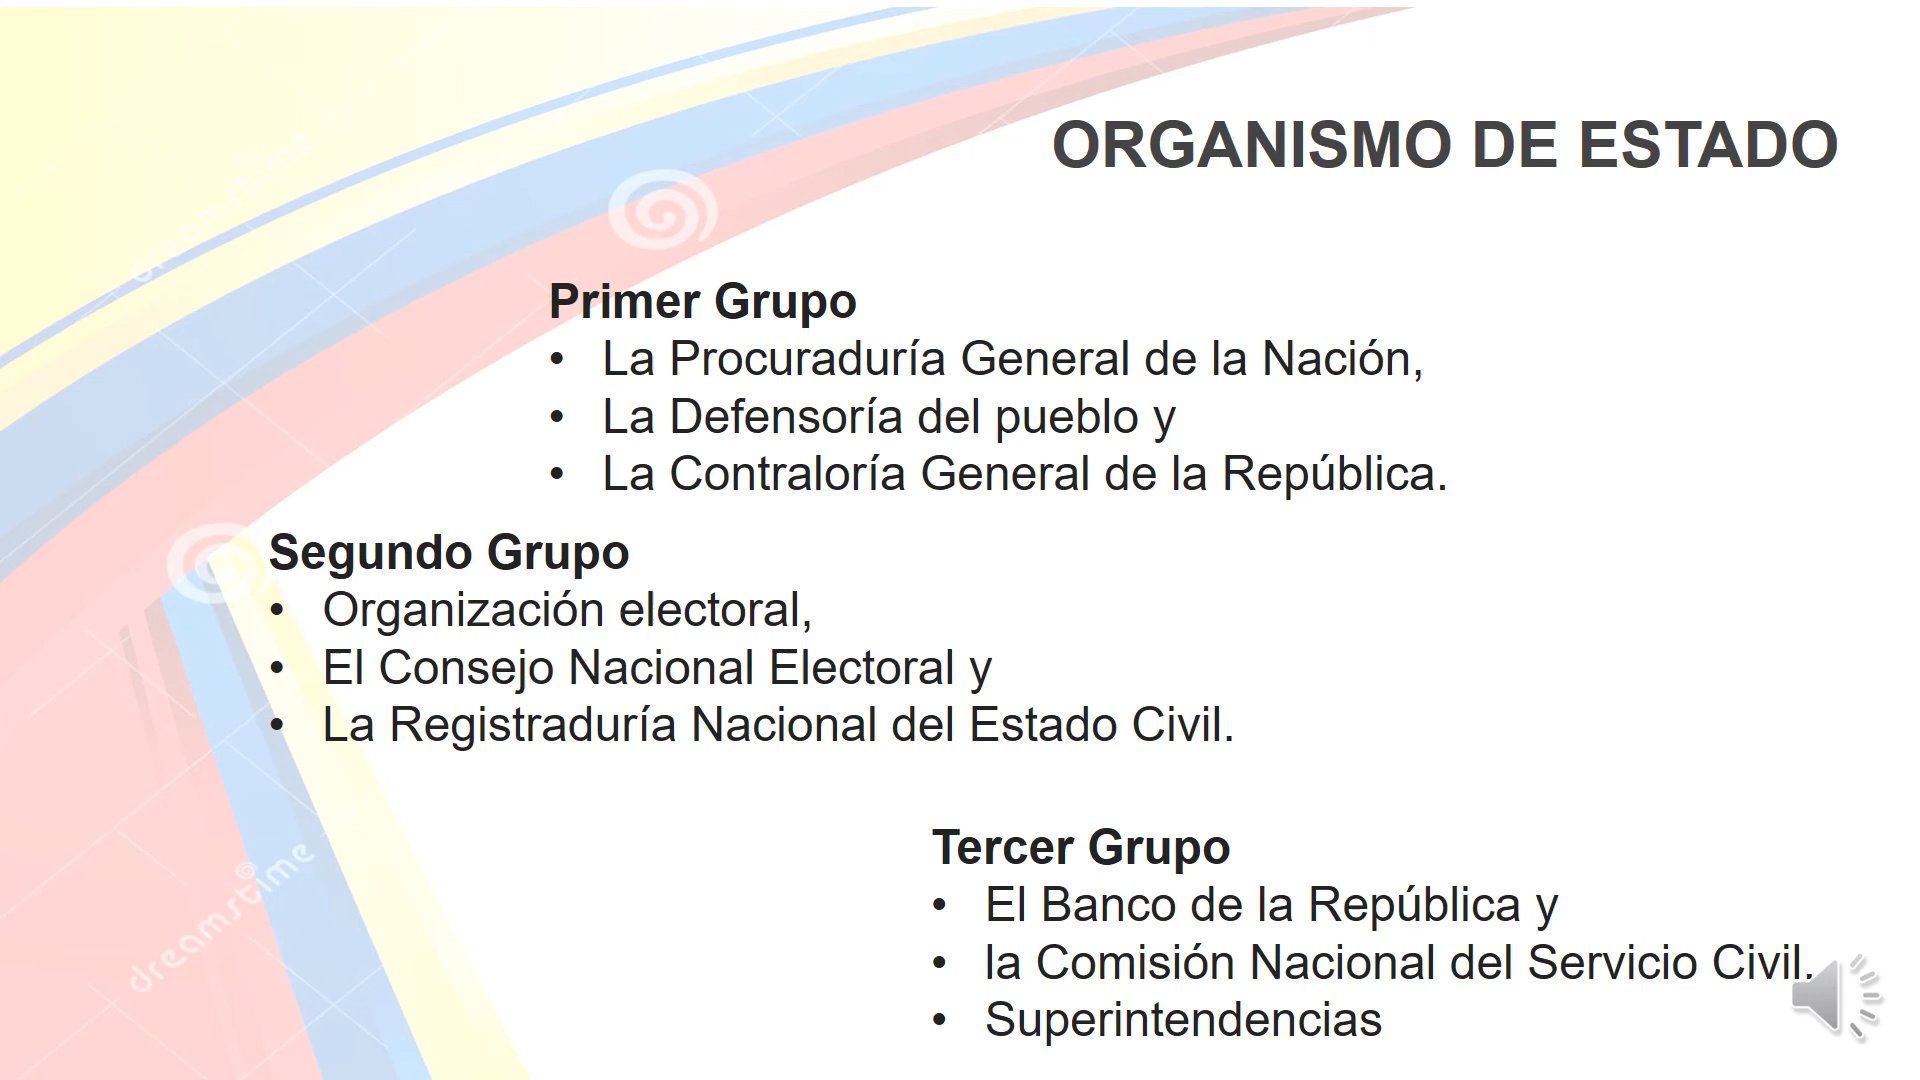 ORGANISMO DE ESTADO
Primer Grupo
• La Procuraduría General de la Nación,
• La Defensoría del pueblo y
• La Contraloría General de la República.
Segundo Grupo
• Organización electoral,
• El Consejo Nacional Electoral y
• La Registraduría Nacional del Estado Civil.
Tercer Grupo
• El Banco de la República y
• la Comisión Nacional del Servicio Civil.
• Superintendencias
dreamstime
dreamstime